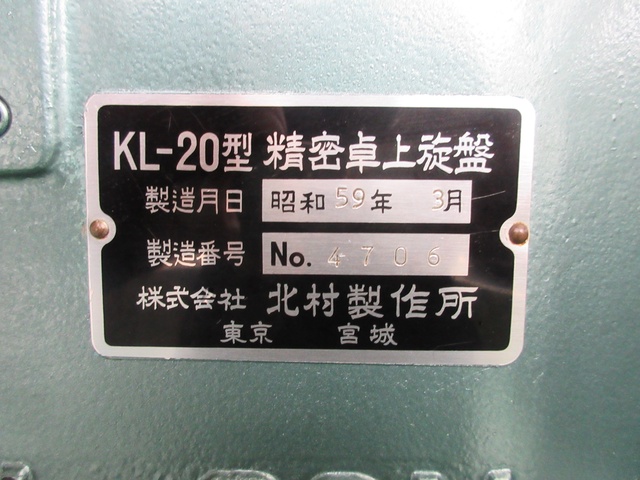 KL-20型 精密卓上旋盤
製造月日 昭和59年 3月
製造番号 No. 4706
株式会社 北村製作所
東京 宮城